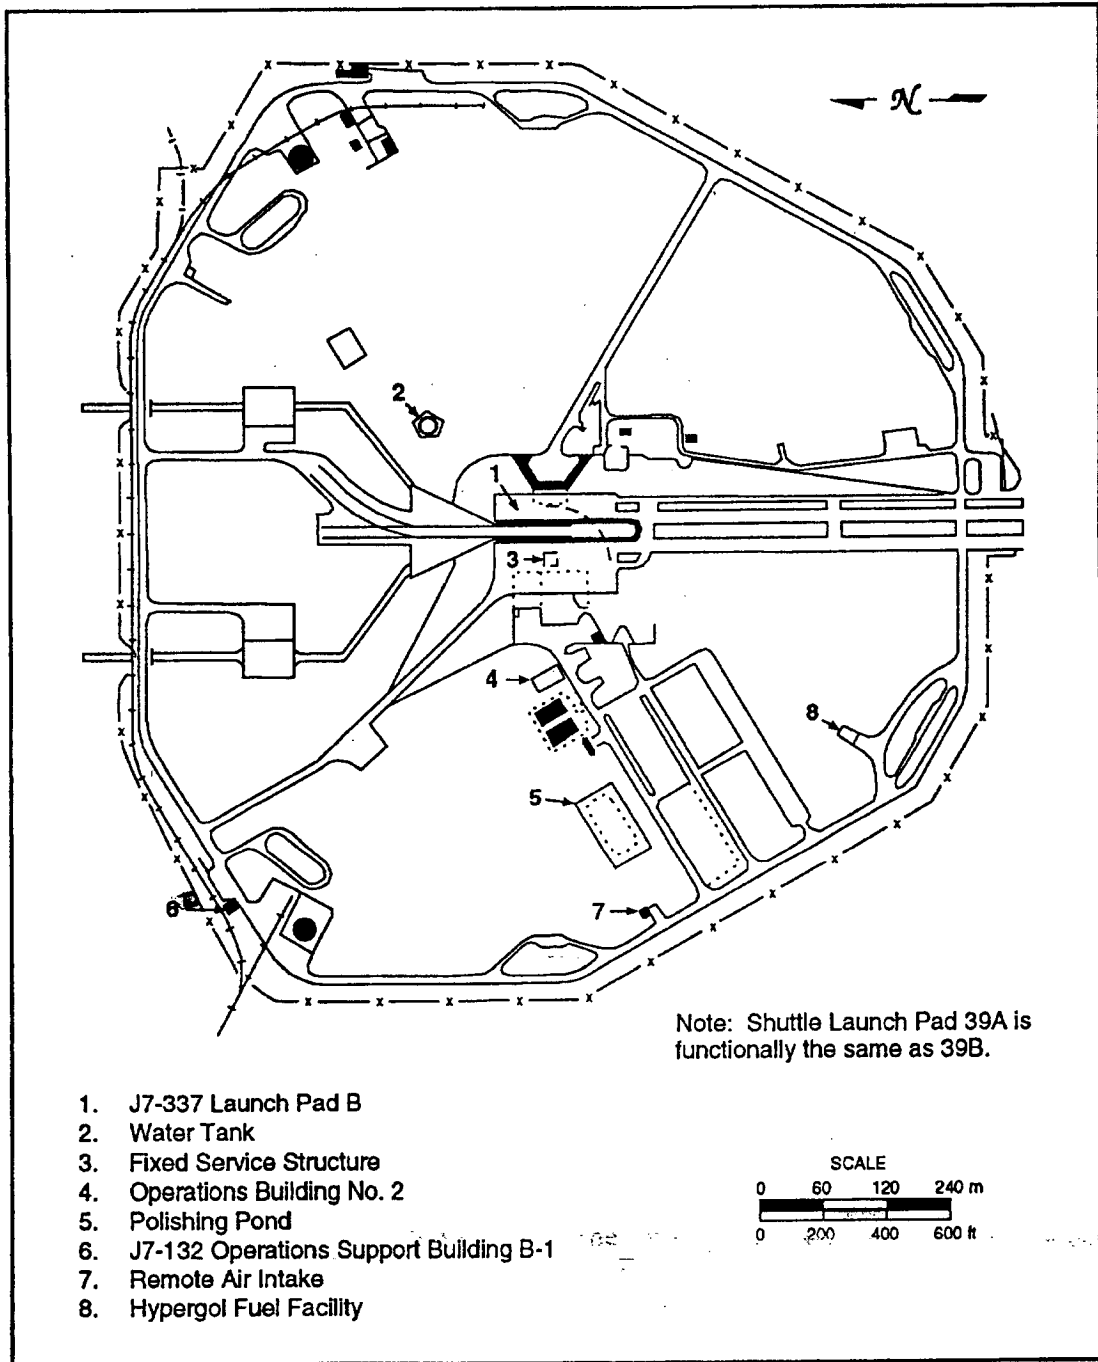 N
2
1
3
4
8
5
6
7
Note: Shuttle Launch Pad 39A is
functionally the same as 39B.
1. J7-337 Launch Pad B
2. Water Tank
3. Fixed Service Structure
4. Operations Building No. 2
5. Polishing Pond
6. J7-132 Operations Support Building B-1
7. Remote Air Intake
8. Hypergol Fuel Facility
SCALE
0 60 120 240 m
0 200 400 600 ft